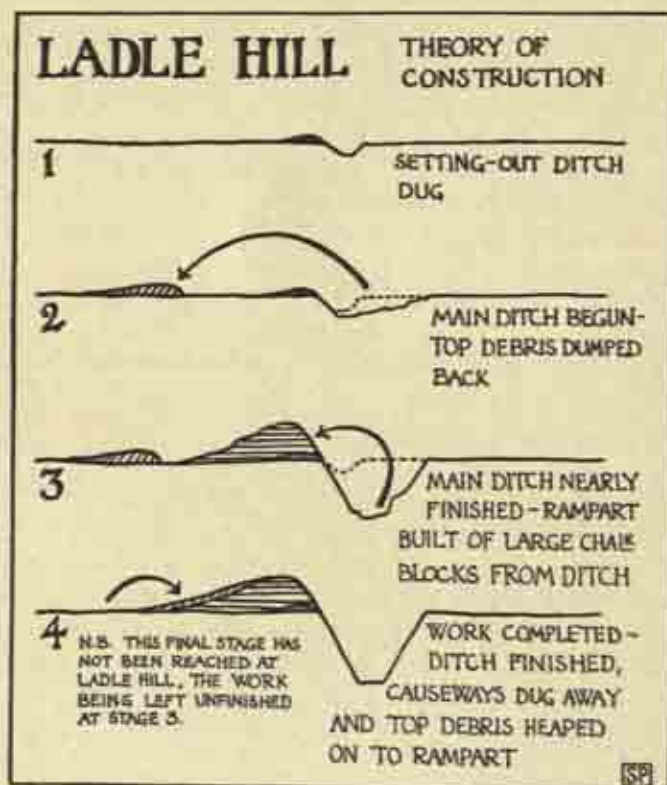 LADLE HILL
THEORY OF
CONSTRUCTION
1
SETTING-OUT DITCH
DUG
2
MAIN DITCH BEGUN-
TOP DEBRIS DUMPED
BACK
3
MAIN DITCH NEARLY
FINISHED-RAMPART
BUILT OF LARGE CHALK
BLOCKS FROM DITCH
4
N.B. THIS FINAL STAGE HAS
NOT BEEN REACHED AT
LADLE HILL, THE WORK
BEING LEFT UNFINISHED
AT STAGE 3.
WORK COMPLETED-
DITCH FINISHED,
CAUSEWAYS DUG AWAY
AND TOP DEBRIS HEAPED
ON TO RAMPART
SP